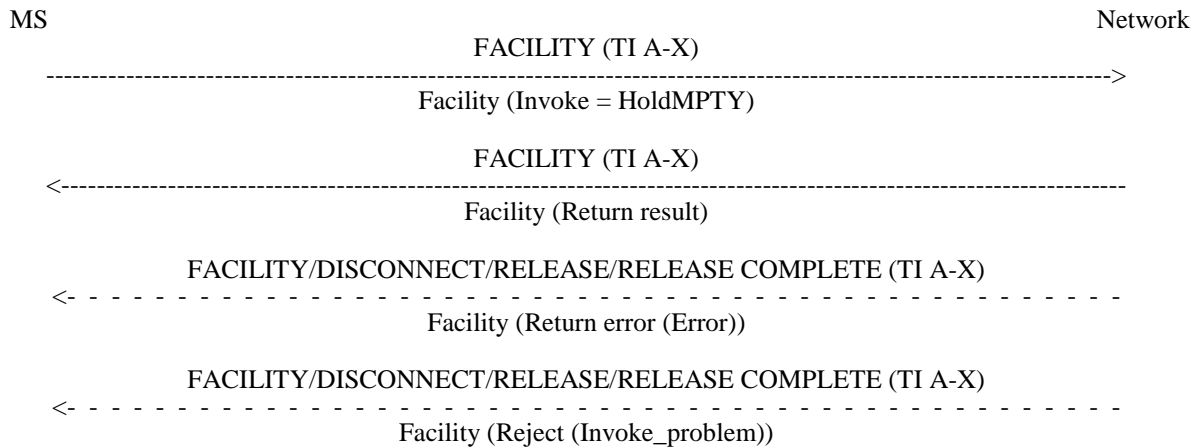 MS Network
FACILITY (TI A-X)
------------------------------------------------------------------------------------------------------------------------>
Facility (Invoke = HoldMPTY)
FACILITY (TI A-X)
<------------------------------------------------------------------------------------------------------------------------
Facility (Return result)
FACILITY/DISCONNECT/RELEASE/RELEASE COMPLETE (TI A-X)
<- - - - - - - - - - - - - - - - - - - - - - - - - - - - - - - - - - - - - - - - - - - - - - - -
Facility (Return error (Error))
FACILITY/DISCONNECT/RELEASE/RELEASE COMPLETE (TI A-X)
<- - - - - - - - - - - - - - - - - - - - - - - - - - - - - - - - - - - - - - - - - - - - - - - -
Facility (Reject (Invoke_problem))